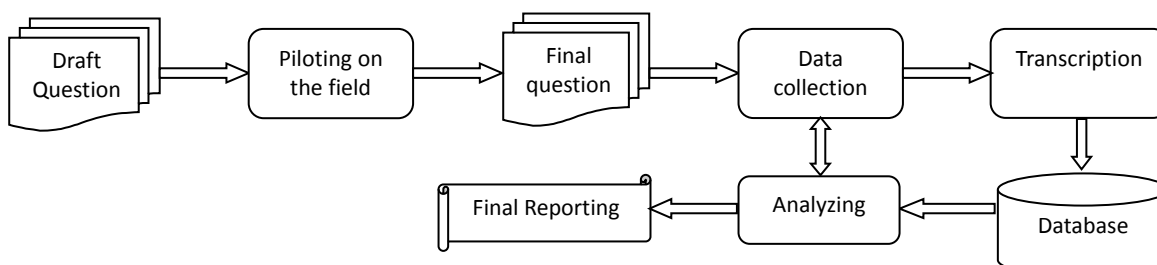 Draft
Question
Piloting on
the field
Final
question
Data
collection
Transcription
Final Reporting
Analyzing
Database